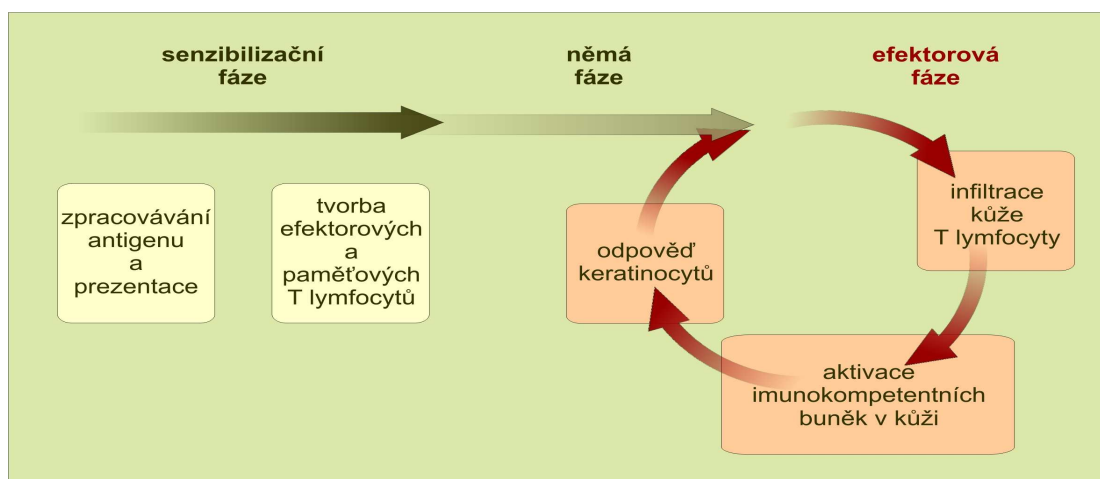 senzibilizační
fáze
němá
fáze
efektorová
fáze
zpracovávání
antigenu
a
prezentace
tvorba
efektorových
a
paměťových
T lymfocytů
odpověď
keratinocytů
infiltrace
kůže
T lymfocyty
aktivace
imunokompetentních
buněk v kůži